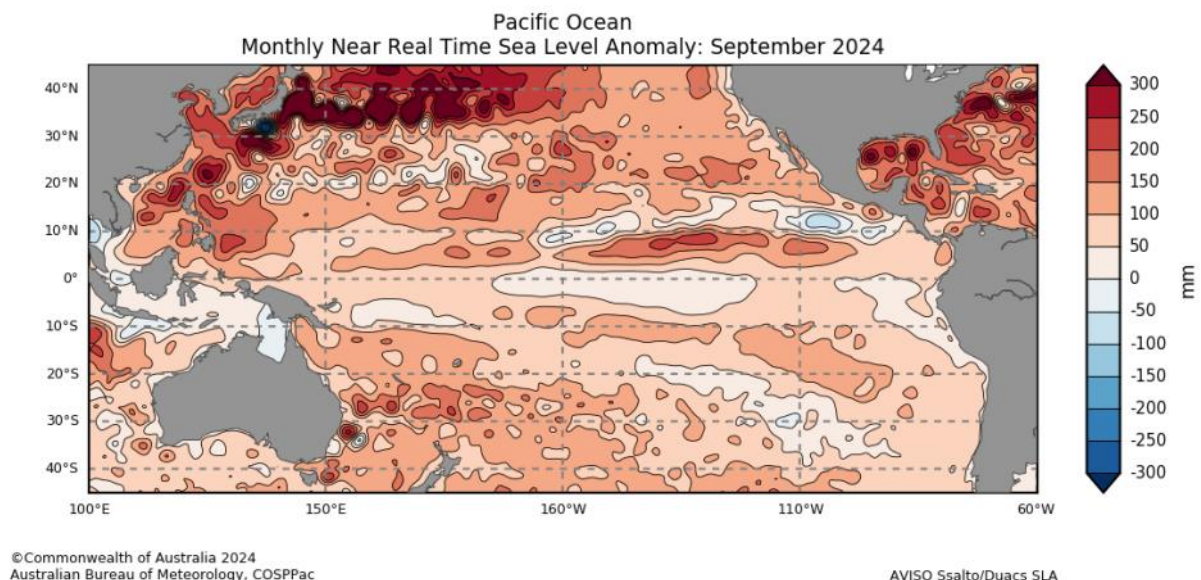 Pacific Ocean
Monthly Near Real Time Sea Level Anomaly: September 2024
40°N
30°N
20°N
10°N
0°
10°S
20°S
30°S
40°S
100°E
150°E
160°W
110°W
60°W
300
250
200
150
100
50
0
-50
-100
-150
-200
-250
-300
mm
©Commonwealth of Australia 2024
Australian Bureau of Meteorology, COSPPac
AVISO Ssalto/Duacs SLA